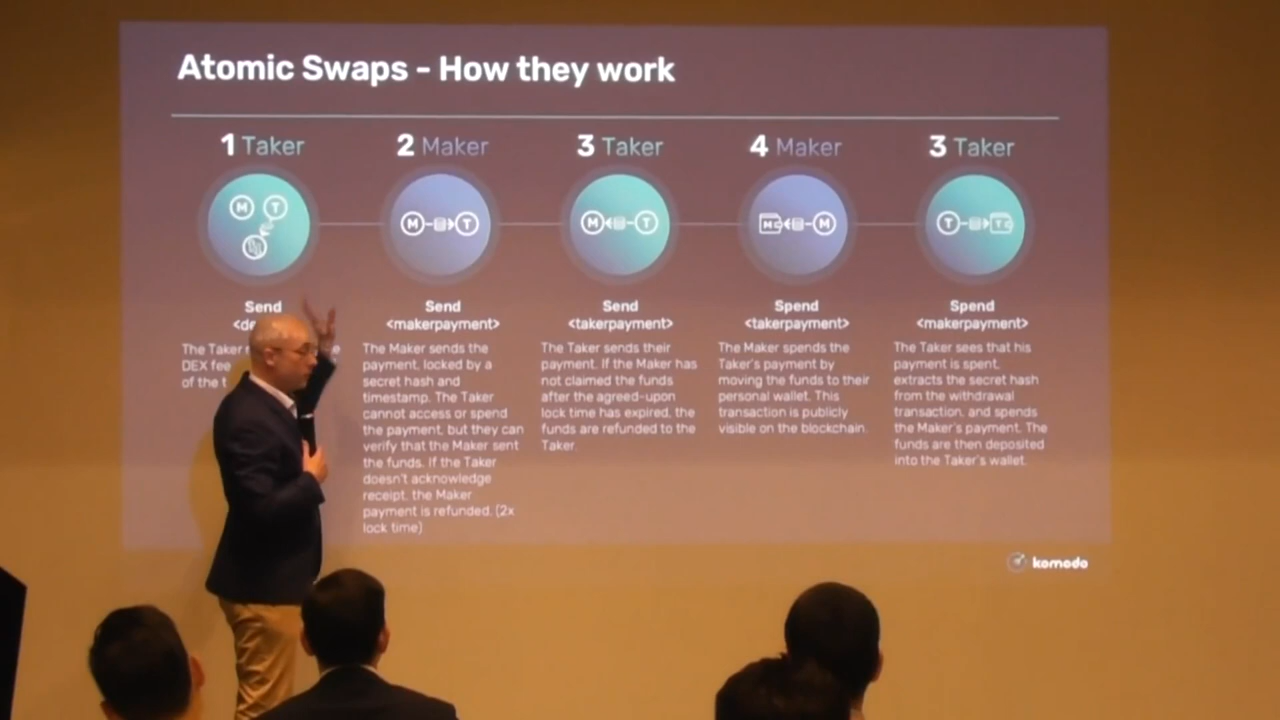 Atomic Swaps - How they work
1 Taker
M T
Send
The Taker
DEX fee
of the t
2 Maker
M T
Send
<makerpayment>
The Maker sends the
payment, locked by a
secret hash and
timestamp. The Taker
cannot access or spend
the payment, but they can
verify that the Maker sent
the funds. If the Taker
doesn't acknowledge
receipt, the Maker
payment is refunded. (2x
lock time)
3 Taker
M T
Send
<takerpayment>
The Taker sends their
payment. If the Maker has
not claimed the funds
after the agreed-upon
lock time has expired, the
funds are refunded to the
Taker.
4 Maker
M M
Spend
<takerpayment>
The Maker spends the
Taker's payment by
moving the funds to their
personal wallet. This
transaction is publicly
visible on the blockchain.
3 Taker
T T
Spend
<makerpayment>
The Taker sees that his
payment is spent,
extracts the secret hash
from the withdrawal
transaction, and spends
the Maker's payment. The
funds are then deposited
into the Taker's wallet.
komodo